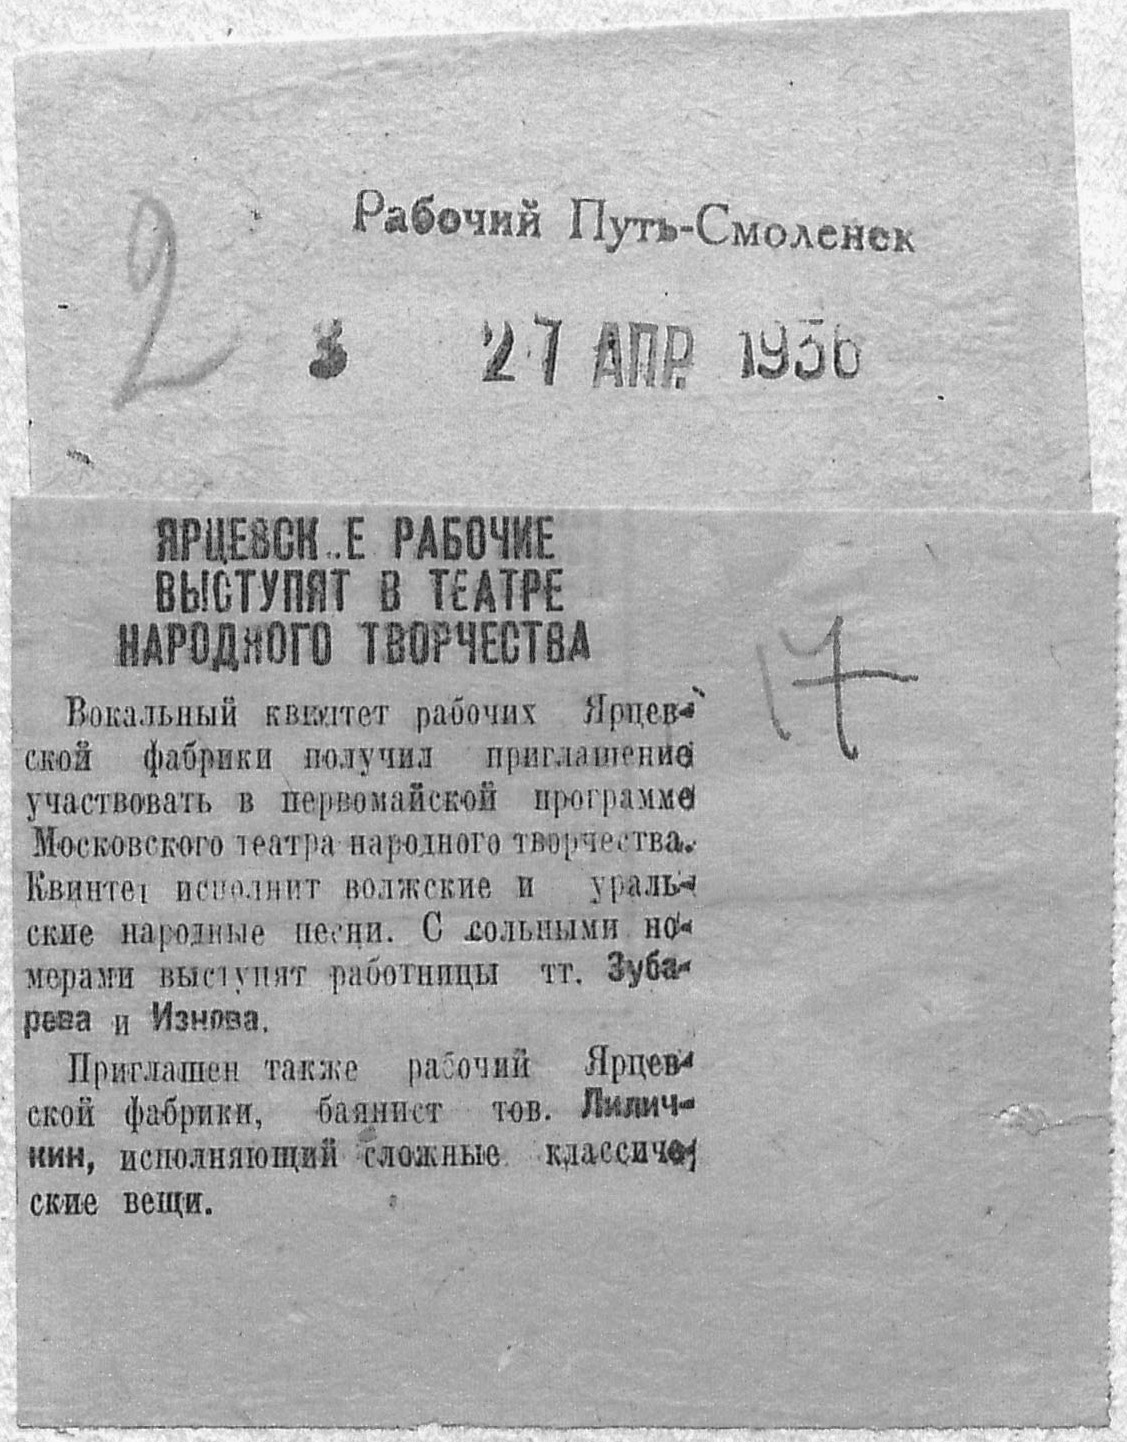 2
Рабочий Путь-Смоленск
3 27 АПР. 1936
ЯРЦЕВСК..Е РАБОЧИЕ
ВЫСТУПЯТ В ТЕАТРЕ
НАРОДНОГО ТВОРЧЕСТВА
17
Вокальный квинтет рабочих Ярцев-
ской фабрики получил приглашение
участвовать в первомайской программе
Московского театра народного творчества.
Квинтет исполнит волжские и ураль-
ские народные песни. С сольными но-
мерами выступят работницы тт. Зуба-
рева и Изнова.
Приглашен также рабочий Ярцев-
ской фабрики, баянист тов. Лилич-
кин, исполняющий сложные классиче-
ские вещи.